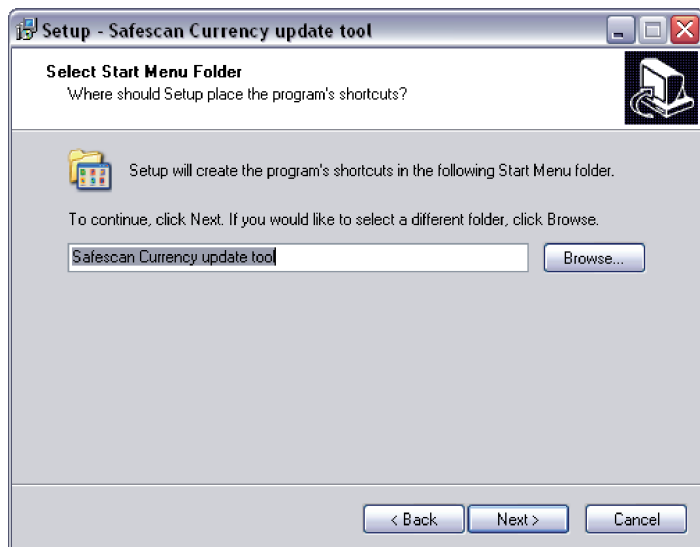 Setup - Safescan Currency update tool
Select Start Menu Folder
Where should Setup place the program's shortcuts?
Setup will create the program's shortcuts in the following Start Menu folder.
To continue, click Next. If you would like to select a different folder, click Browse.
Safescan Currency update tool
Browse...
< Back
Next >
Cancel